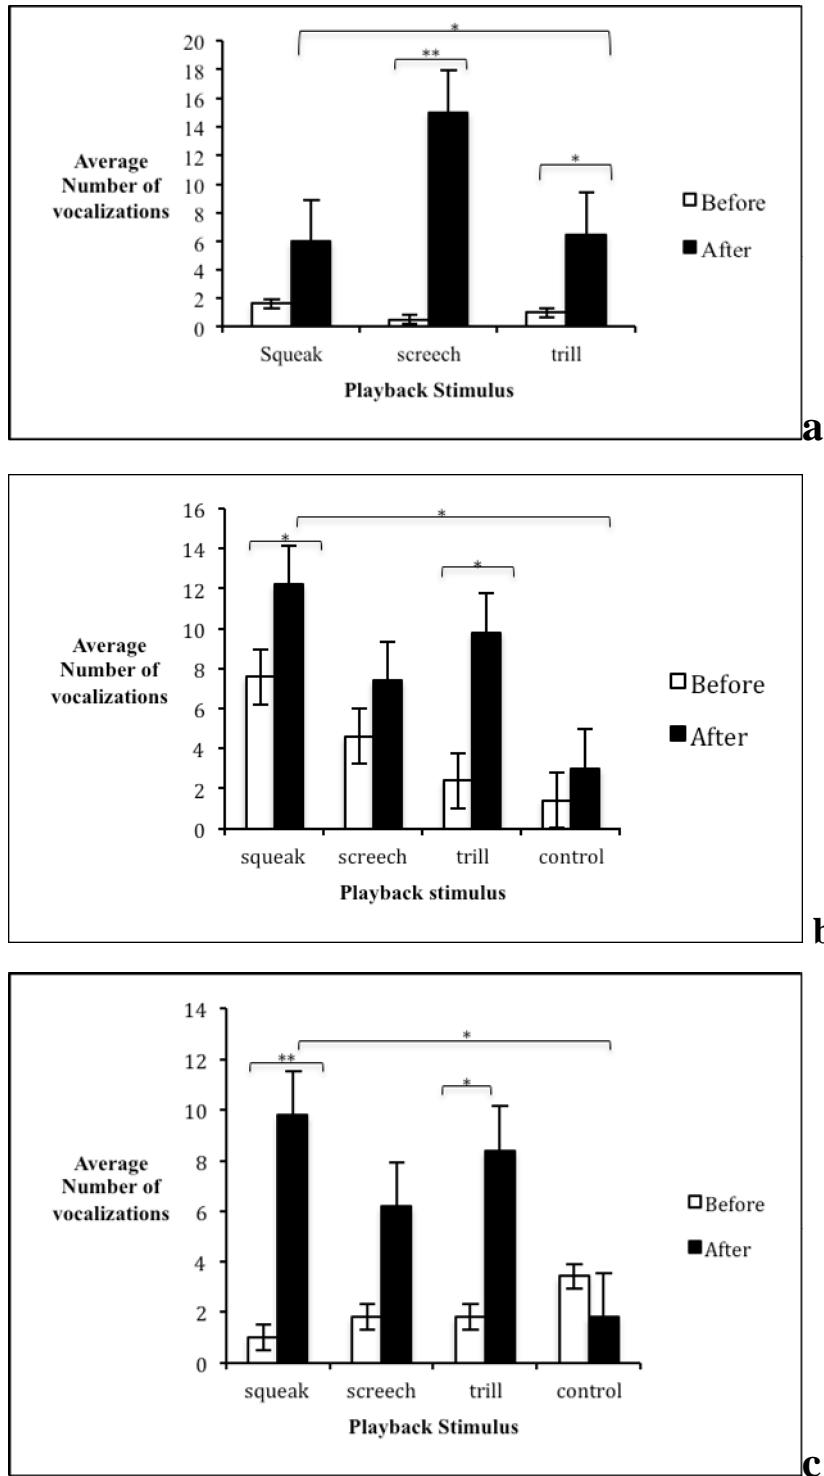 *
20
**
18
16
Average
14
*
Number of
12
vocalizations
10
Before
8
After
6
4
2
0
Squeak screech trill
Playback Stimulus
a
16
*
14
*
*
12
Average
10
Number of
8
vocalizations
Before
6
After
4
2
0
squeak screech trill control
Playback stimulus
b
14
*
12
**
*
10
Average
8
Number of
vocalizations
6
Before
After
4
2
0
squeak screech trill control
Playback Stimulus
c